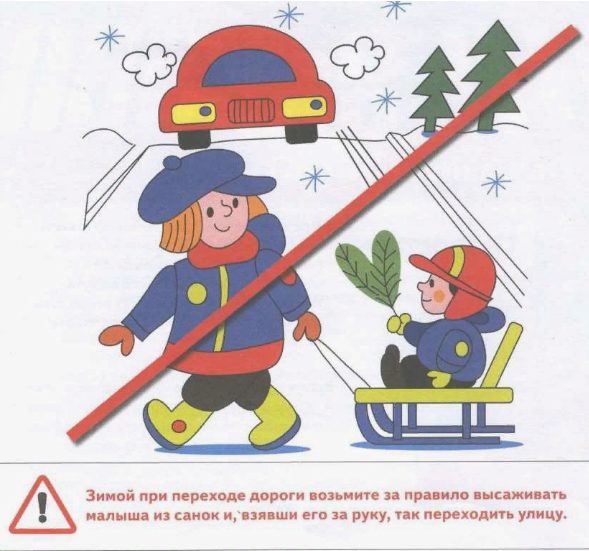 Зимой при переходе дороги возьмите за правило высаживать
малыша из санок и, взявши его за руку, так переходить улицу.